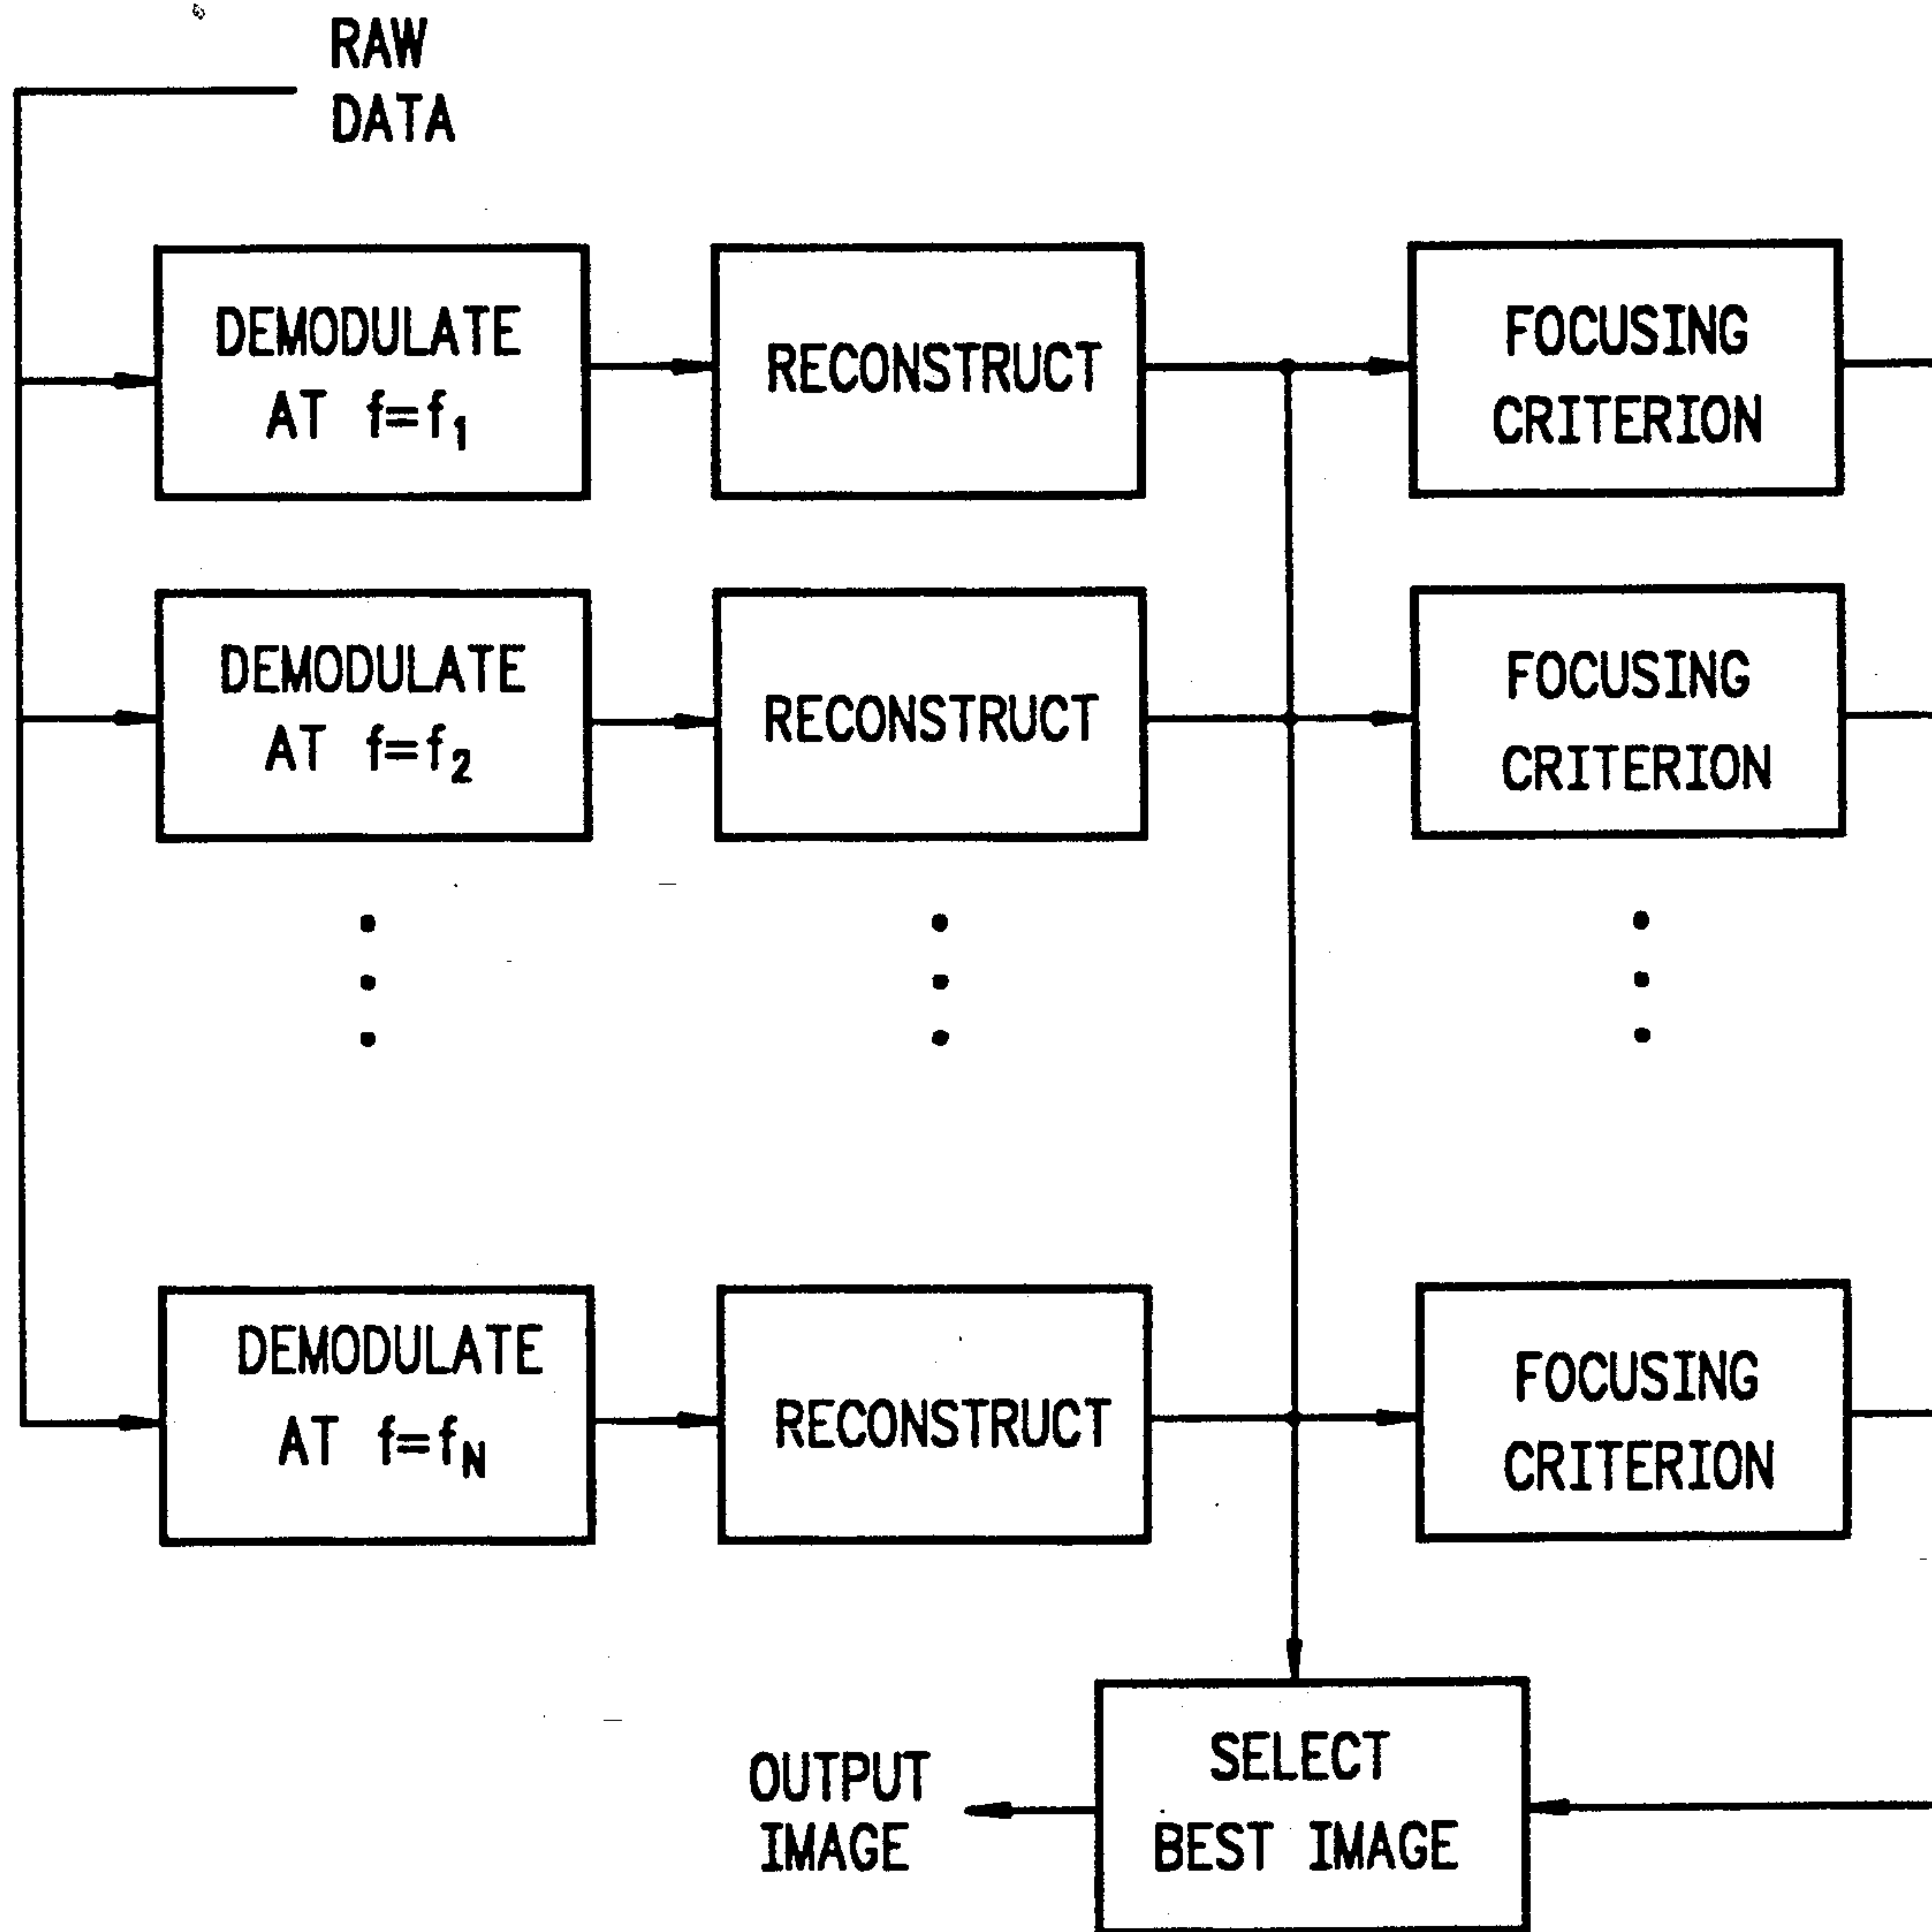 RAW
DATA
DEMODULATE
AT f=f₁
RECONSTRUCT
FOCUSING
CRITERION
DEMODULATE
AT f=f₂
RECONSTRUCT
FOCUSING
CRITERION
DEMODULATE
AT f=f_N
RECONSTRUCT
FOCUSING
CRITERION
OUTPUT
IMAGE
SELECT
BEST IMAGE